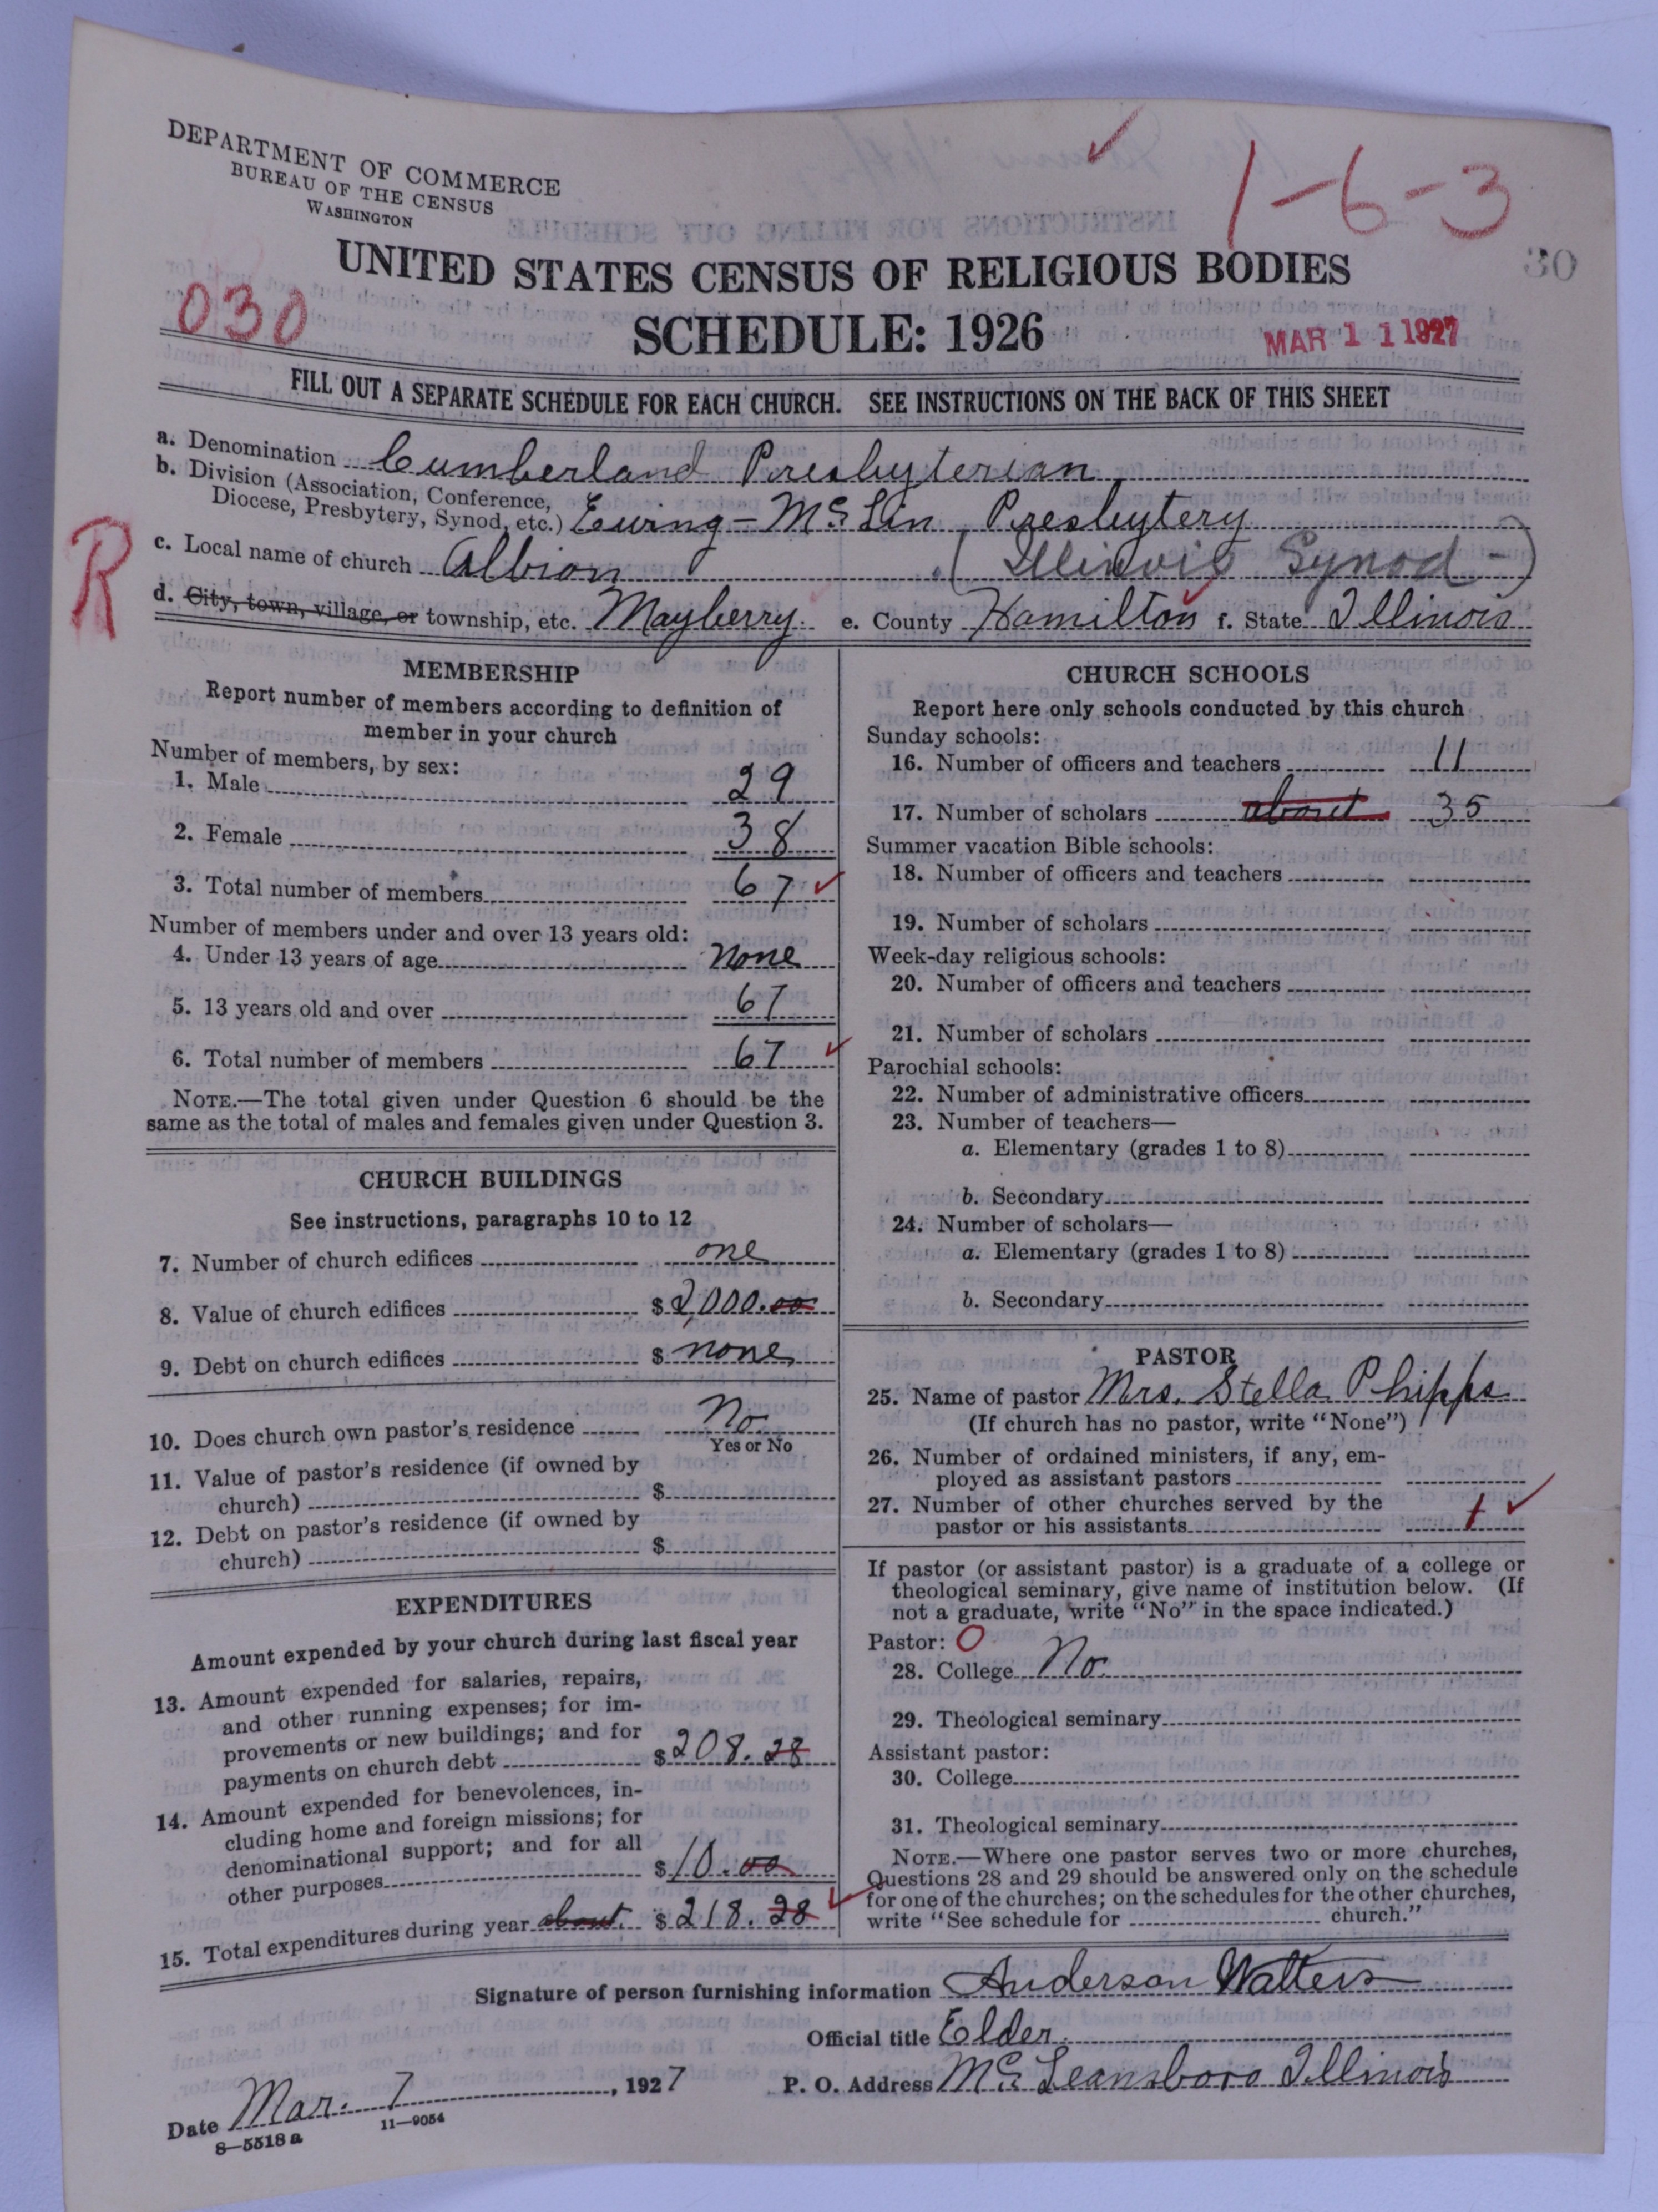 DEPARTMENT OF COMMERCE
BUREAU OF THE CENSUS
WASHINGTON
1-6-3
30
UNITED STATES CENSUS OF RELIGIOUS BODIES
030
SCHEDULE: 1926
MAR 11 1927
FILL OUT A SEPARATE SCHEDULE FOR EACH CHURCH. SEE INSTRUCTIONS ON THE BACK OF THIS SHEET
a. Denomination Cumberland Presbyterian
b. Division (Association, Conference,
Diocese, Presbytery, Synod, etc.) Ewing-McLin Presbytery
R
c. Local name of church Albion (Illinois Synod-)
d. City, town, village, or township, etc. Mayberry. e. County Hamilton f. State Illinois
MEMBERSHIP
Report number of members according to definition of
member in your church
Number of members, by sex:
1. Male 29
2. Female 38
3. Total number of members 67
Number of members under and over 13 years old:
4. Under 13 years of age none
5. 13 years old and over 67
6. Total number of members 67
NOTE.—The total given under Question 6 should be the
same as the total of males and females given under Question 3.
CHURCH BUILDINGS
See instructions, paragraphs 10 to 12
7. Number of church edifices one
8. Value of church edifices $2,000.00
9. Debt on church edifices $ none
10. Does church own pastor's residence No.
Yes or No
11. Value of pastor's residence (if owned by
church) $
12. Debt on pastor's residence (if owned by
church) $
EXPENDITURES
Amount expended by your church during last fiscal year
13. Amount expended for salaries, repairs,
and other running expenses; for im-
provements or new buildings; and for
payments on church debt $208.28
14. Amount expended for benevolences, in-
cluding home and foreign missions; for
denominational support; and for all
other purposes $10.00
15. Total expenditures during year about $218.28
CHURCH SCHOOLS
Report here only schools conducted by this church
Sunday schools:
16. Number of officers and teachers 11
17. Number of scholars about 35
Summer vacation Bible schools:
18. Number of officers and teachers
19. Number of scholars
Week-day religious schools:
20. Number of officers and teachers
21. Number of scholars
Parochial schools:
22. Number of administrative officers
23. Number of teachers—
a. Elementary (grades 1 to 8)
b. Secondary
24. Number of scholars—
a. Elementary (grades 1 to 8)
b. Secondary
PASTOR
25. Name of pastor Mrs. Stella Phipps
(If church has no pastor, write "None")
26. Number of ordained ministers, if any, em-
ployed as assistant pastors
27. Number of other churches served by the
pastor or his assistants 1
If pastor (or assistant pastor) is a graduate of a college or
theological seminary, give name of institution below. (If
not a graduate, write "No" in the space indicated.)
Pastor: O
28. College No.
29. Theological seminary
Assistant pastor:
30. College
31. Theological seminary
NOTE.—Where one pastor serves two or more churches,
Questions 28 and 29 should be answered only on the schedule
for one of the churches; on the schedules for the other churches,
write "See schedule for church."
Signature of person furnishing information Anderson Watters
Official title Elder
Date Mar. 7, 1927 P. O. Address McLeansboro Illinois
8—5518 a 11—9054